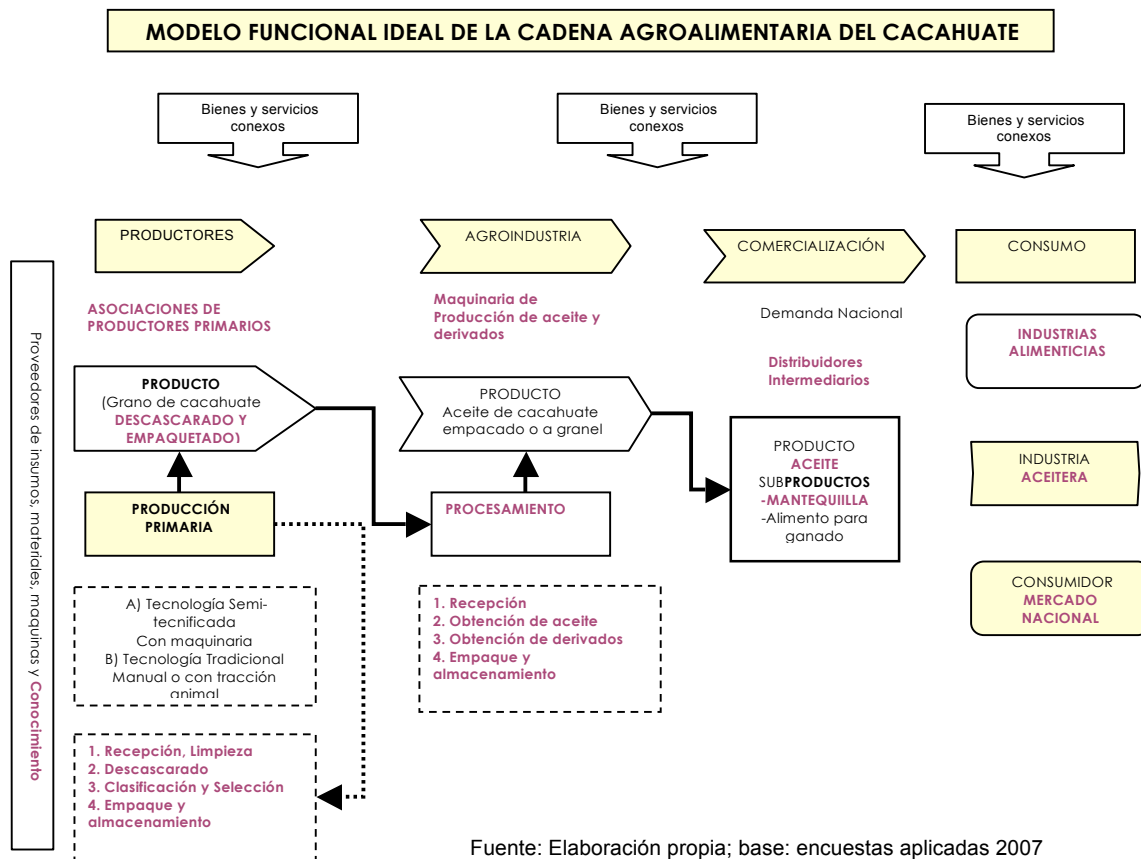 MODELO FUNCIONAL IDEAL DE LA CADENA AGROALIMENTARIA DEL CACAHUATE
Bienes y servicios
conexos
Bienes y servicios
conexos
Bienes y servicios
conexos
PRODUCTORES
AGROINDUSTRIA
COMERCIALIZACIÓN
CONSUMO
Proveedores de insumos, materiales, maquinas y Conocimiento
ASOCIACIONES DE
PRODUCTORES PRIMARIOS
PRODUCTO
(Grano de cacahuate
DESCASCARADO Y
EMPAQUETADO)
PRODUCCIÓN
PRIMARIA
A) Tecnología Semi-
tecnificada
Con maquinaria
B) Tecnología Tradicional
Manual o con tracción
animal
1. Recepción, Limpieza
2. Descascarado
3. Clasificación y Selección
4. Empaque y
almacenamiento
Maquinaria de
Producción de aceite y
derivados
PRODUCTO
Aceite de cacahuate
empacado o a granel
PROCESAMIENTO
1. Recepción
2. Obtención de aceite
3. Obtención de derivados
4. Empaque y
almacenamiento
Demanda Nacional
Distribuidores
Intermediarios
PRODUCTO
ACEITE
SUBPRODUCTOS
-MANTEQUIILLA
-Alimento para
ganado
INDUSTRIAS
ALIMENTICIAS
INDUSTRIA
ACEITERA
CONSUMIDOR
MERCADO
NACIONAL
Fuente: Elaboración propia; base: encuestas aplicadas 2007